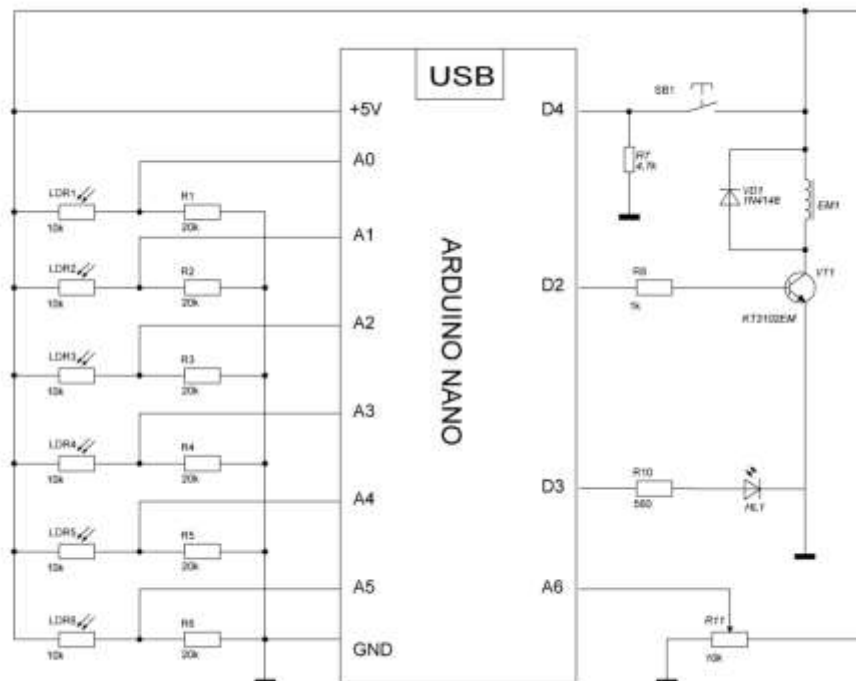 USB
+5V
D4
SB1
A0
R7
4.7k
LDR1
R1
10k
20k
VD1
1N4148
EM1
A1
LDR2
R2
10k
20k
D2
R8
1k
VT1
KT3102EM
ARDUINO NANO
A2
LDR3
R3
10k
20k
A3
LDR4
R4
10k
20k
A4
D3
R10
560
HL1
LDR5
R5
10k
20k
A5
A6
LDR6
R6
10k
20k
GND
R11
10k